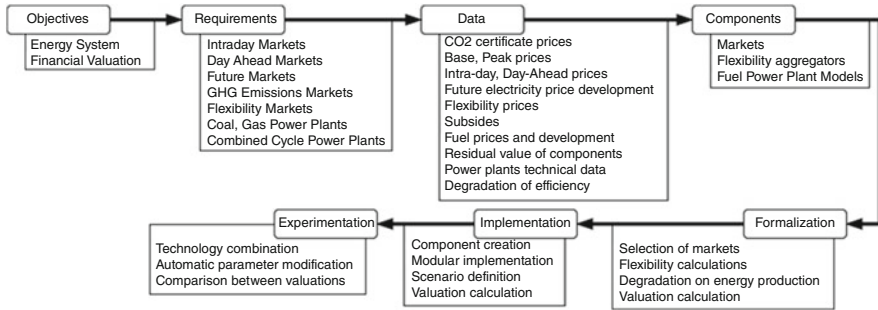 Objectives
Energy System
Financial Valuation
Requirements
Intraday Markets
Day Ahead Markets
Future Markets
GHG Emissions Markets
Flexibility Markets
Coal, Gas Power Plants
Combined Cycle Power Plants
Data
CO2 certificate prices
Base, Peak prices
Intra-day, Day-Ahead prices
Future electricity price development
Flexibility prices
Subsides
Fuel prices and development
Residual value of components
Power plants technical data
Degradation of efficiency
Components
Markets
Flexibility aggregators
Fuel Power Plant Models
Formalization
Selection of markets
Flexibility calculations
Degradation on energy production
Valuation calculation
Implementation
Component creation
Modular implementation
Scenario definition
Valuation calculation
Experimentation
Technology combination
Automatic parameter modification
Comparison between valuations